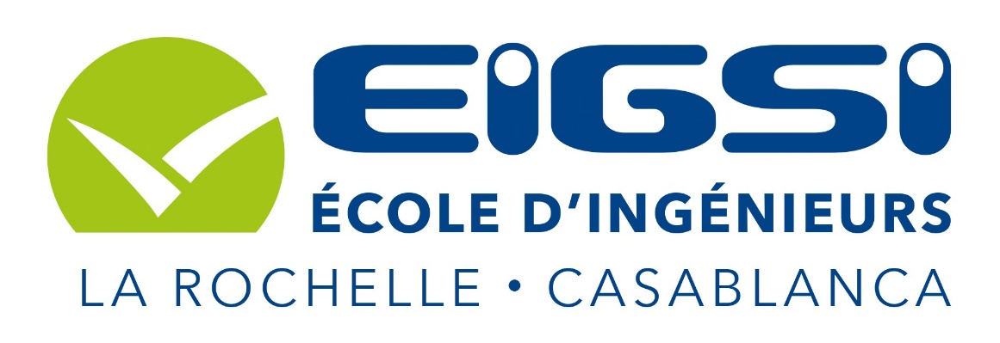 EIGSI
ÉCOLE D'INGÉNIEURS
LA ROCHELLE • CASABLANCA